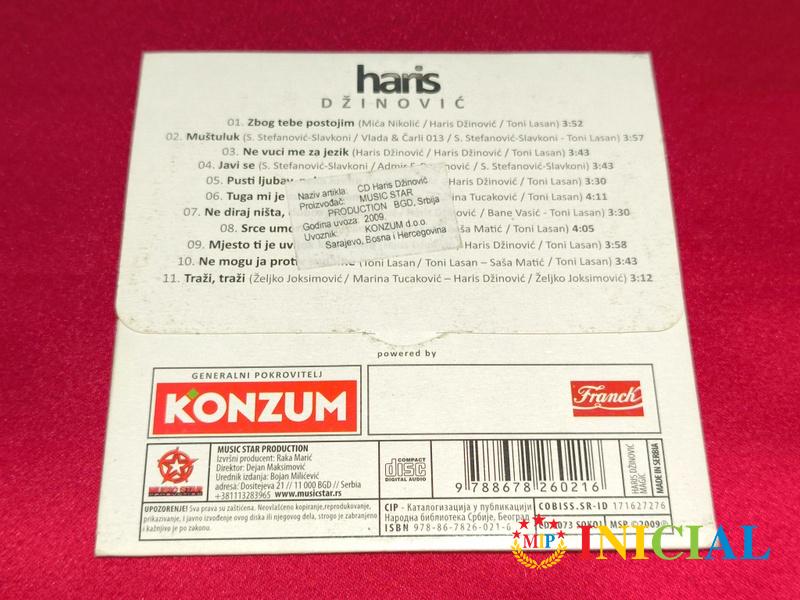 haris
DŽINOVIĆ
01. Zbog tebe postojim (Mića Nikolić / Haris Džinović / Toni Lasan) 3:52
02. Muštuluk (S. Stefanović-Slavkoni / Vlada & Čarli 013 / S. Stefanović-Slavkoni - Toni Lasan) 3:57
03. Ne vuci me za jezik (Haris Džinović / Haris Džinović / Toni Lasan) 3:43
04. Javi se (S. Stefanović-Slavkoni / Admir Džinović / S. Stefanović-Slavkoni) 3:43
05. Pusti ljubav Haris Džinović / Toni Lasan) 3:30
06. Tuga mi je Tucaković / Toni Lasan) 4:11
07. Ne diraj ništa, Džinović / Bane Vasić - Toni Lasan) 3:30
08. Srce Saša Matić / Toni Lasan) 4:05
09. Mjesto ti je Haris Džinović / Toni Lasan) 3:58
10. Ne mogu ja (Toni Lasan / Toni Lasan – Saša Matić / Toni Lasan) 3:43
11. Traži, traži (Željko Joksimović / Marina Tucaković – Haris Džinović / Željko Joksimović) 3:12
Naziv artikla: CD Haris Džinović
Proizvođač: MUSIC STAR
PRODUCTION BGD, Srbija
Godina uvoza: 2009.
Uvoznik: KONZUM d.o.o.
Sarajevo, Bosna i Hercegovina
powered by
GENERALNI POKROVITELJ
KONZUM
Franck
MUSIC STAR
MUSIC STAR PRODUCTION
Izvršni producent: Raka Marić
Direktor: Dejan Maksimović
Urednik izdanja: Bojan Milićević
adresa: Dositejeva 21 // 11 000 BGD // Serbia
+381113283965 www.musicstar.rs
COMPACT
disc
DIGITAL AUDIO
9 788678 260216
HARIS DŽINOVIĆ
MAGIC
MADE IN SERBIA
UPOZORENJE! Sva prava su zaštićena. Neovlašćeno kopiranje,reprodukovanje,
prikazivanje, I javno izvođenje ovog diska ili njegovog dela, strogo je zabranjeno
i kažnjivo je po zakonu.
CIP - Каталогизација у публикацији
Народна библиотека Србије, Београд
ISBN 978-86-7826-021-6
COBISS.SR-ID 171627276
CD 073 SOKOJ MSP ©2009℗
MIP INICIAL